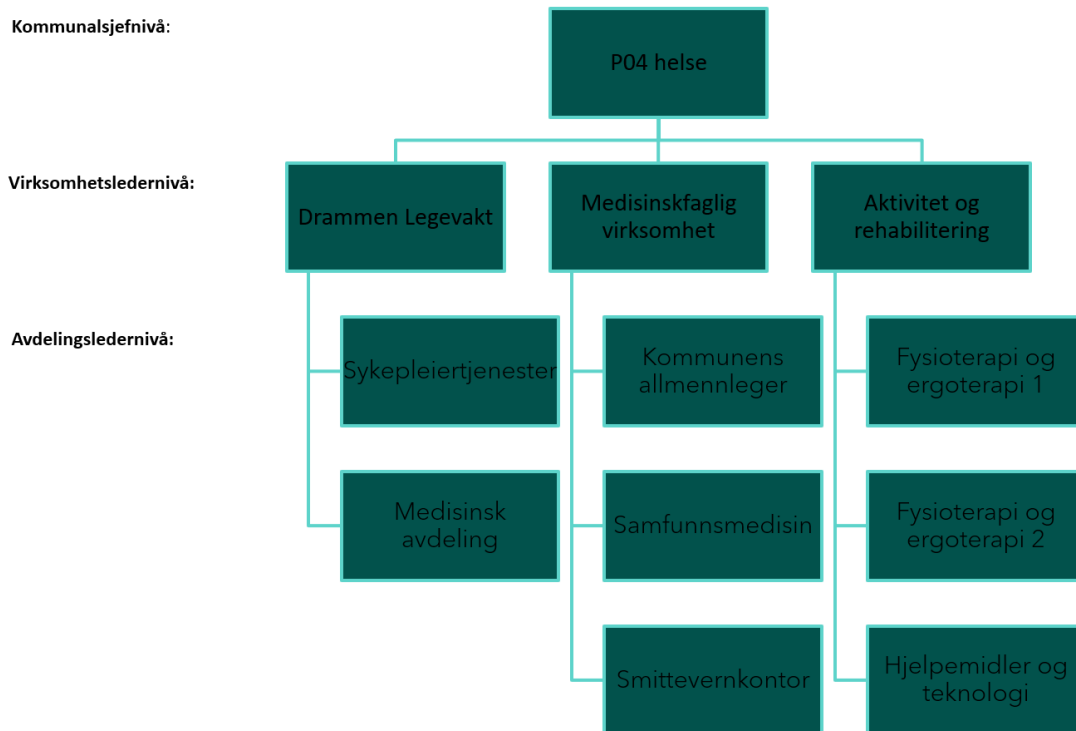 Kommunalsjefnivå:
P04 helse
Virksomhetsledernivå:
Drammen Legevakt
Medisinskfaglig
virksomhet
Aktivitet og
rehabilitering
Avdelingsledernivå:
Sykepleiertjenester
Kommunens
allmennleger
Fysioterapi og
ergoterapi 1
Medisinsk
avdeling
Samfunnsmedisin
Fysioterapi og
ergoterapi 2
Smittevernkontor
Hjelpemidler og
teknologi